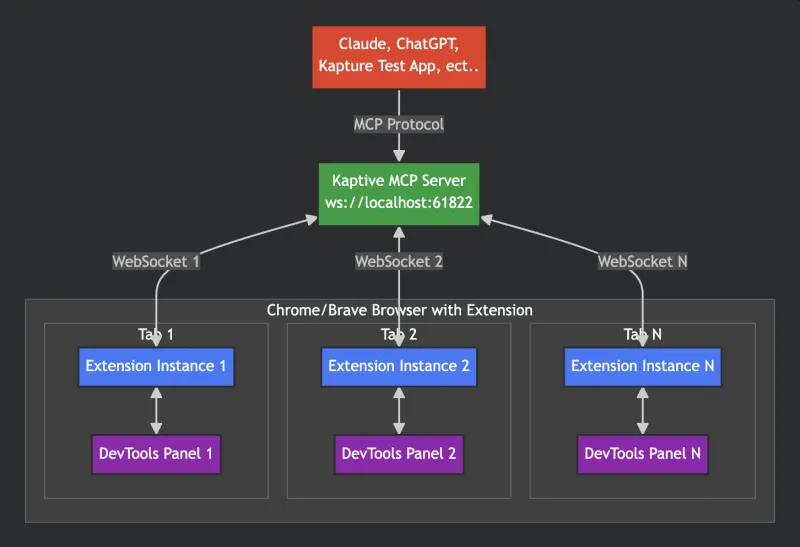 Claude, ChatGPT,
Kapture Test App, ect..
MCP Protocol
Kaptive MCP Server
ws://localhost:61822
WebSocket 1
WebSocket 2
WebSocket N
Chrome/Brave Browser with Extension
Tab 1
Tab 2
Tab N
Extension Instance 1
Extension Instance 2
Extension Instance N
DevTools Panel 1
DevTools Panel 2
DevTools Panel N